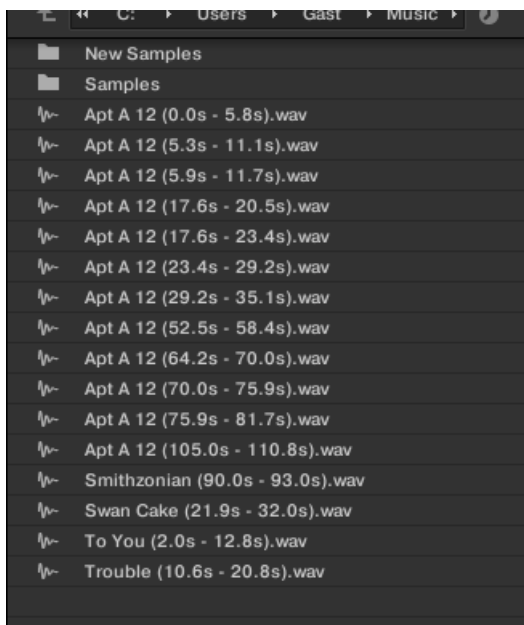 C: Users Gast Music
New Samples
Samples
Apt A 12 (0.0s - 5.8s).wav
Apt A 12 (5.3s - 11.1s).wav
Apt A 12 (5.9s - 11.7s).wav
Apt A 12 (17.6s - 20.5s).wav
Apt A 12 (17.6s - 23.4s).wav
Apt A 12 (23.4s - 29.2s).wav
Apt A 12 (29.2s - 35.1s).wav
Apt A 12 (52.5s - 58.4s).wav
Apt A 12 (64.2s - 70.0s).wav
Apt A 12 (70.0s - 75.9s).wav
Apt A 12 (75.9s - 81.7s).wav
Apt A 12 (105.0s - 110.8s).wav
Smithzonian (90.0s - 93.0s).wav
Swan Cake (21.9s - 32.0s).wav
To You (2.0s - 12.8s).wav
Trouble (10.6s - 20.8s).wav